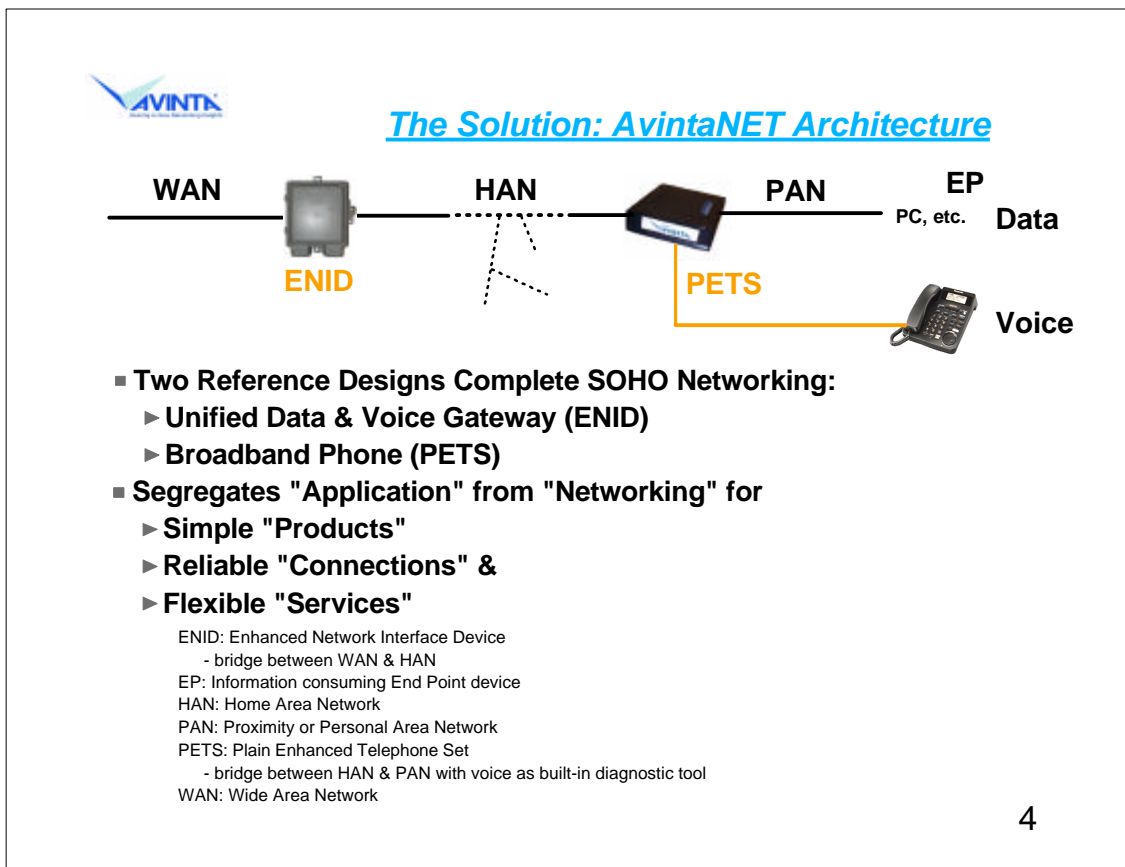 AVINTA
The Solution: AvintaNET Architecture
WAN
HAN
PAN
EP
PC, etc.
Data
ENID
PETS
AVINTA
Voice
Two Reference Designs Complete SOHO Networking:
Unified Data & Voice Gateway (ENID)
Broadband Phone (PETS)
Segregates "Application" from "Networking" for
Simple "Products"
Reliable "Connections" &
Flexible "Services"
ENID: Enhanced Network Interface Device
- bridge between WAN & HAN
EP: Information consuming End Point device
HAN: Home Area Network
PAN: Proximity or Personal Area Network
PETS: Plain Enhanced Telephone Set
- bridge between HAN & PAN with voice as built-in diagnostic tool
WAN: Wide Area Network
4